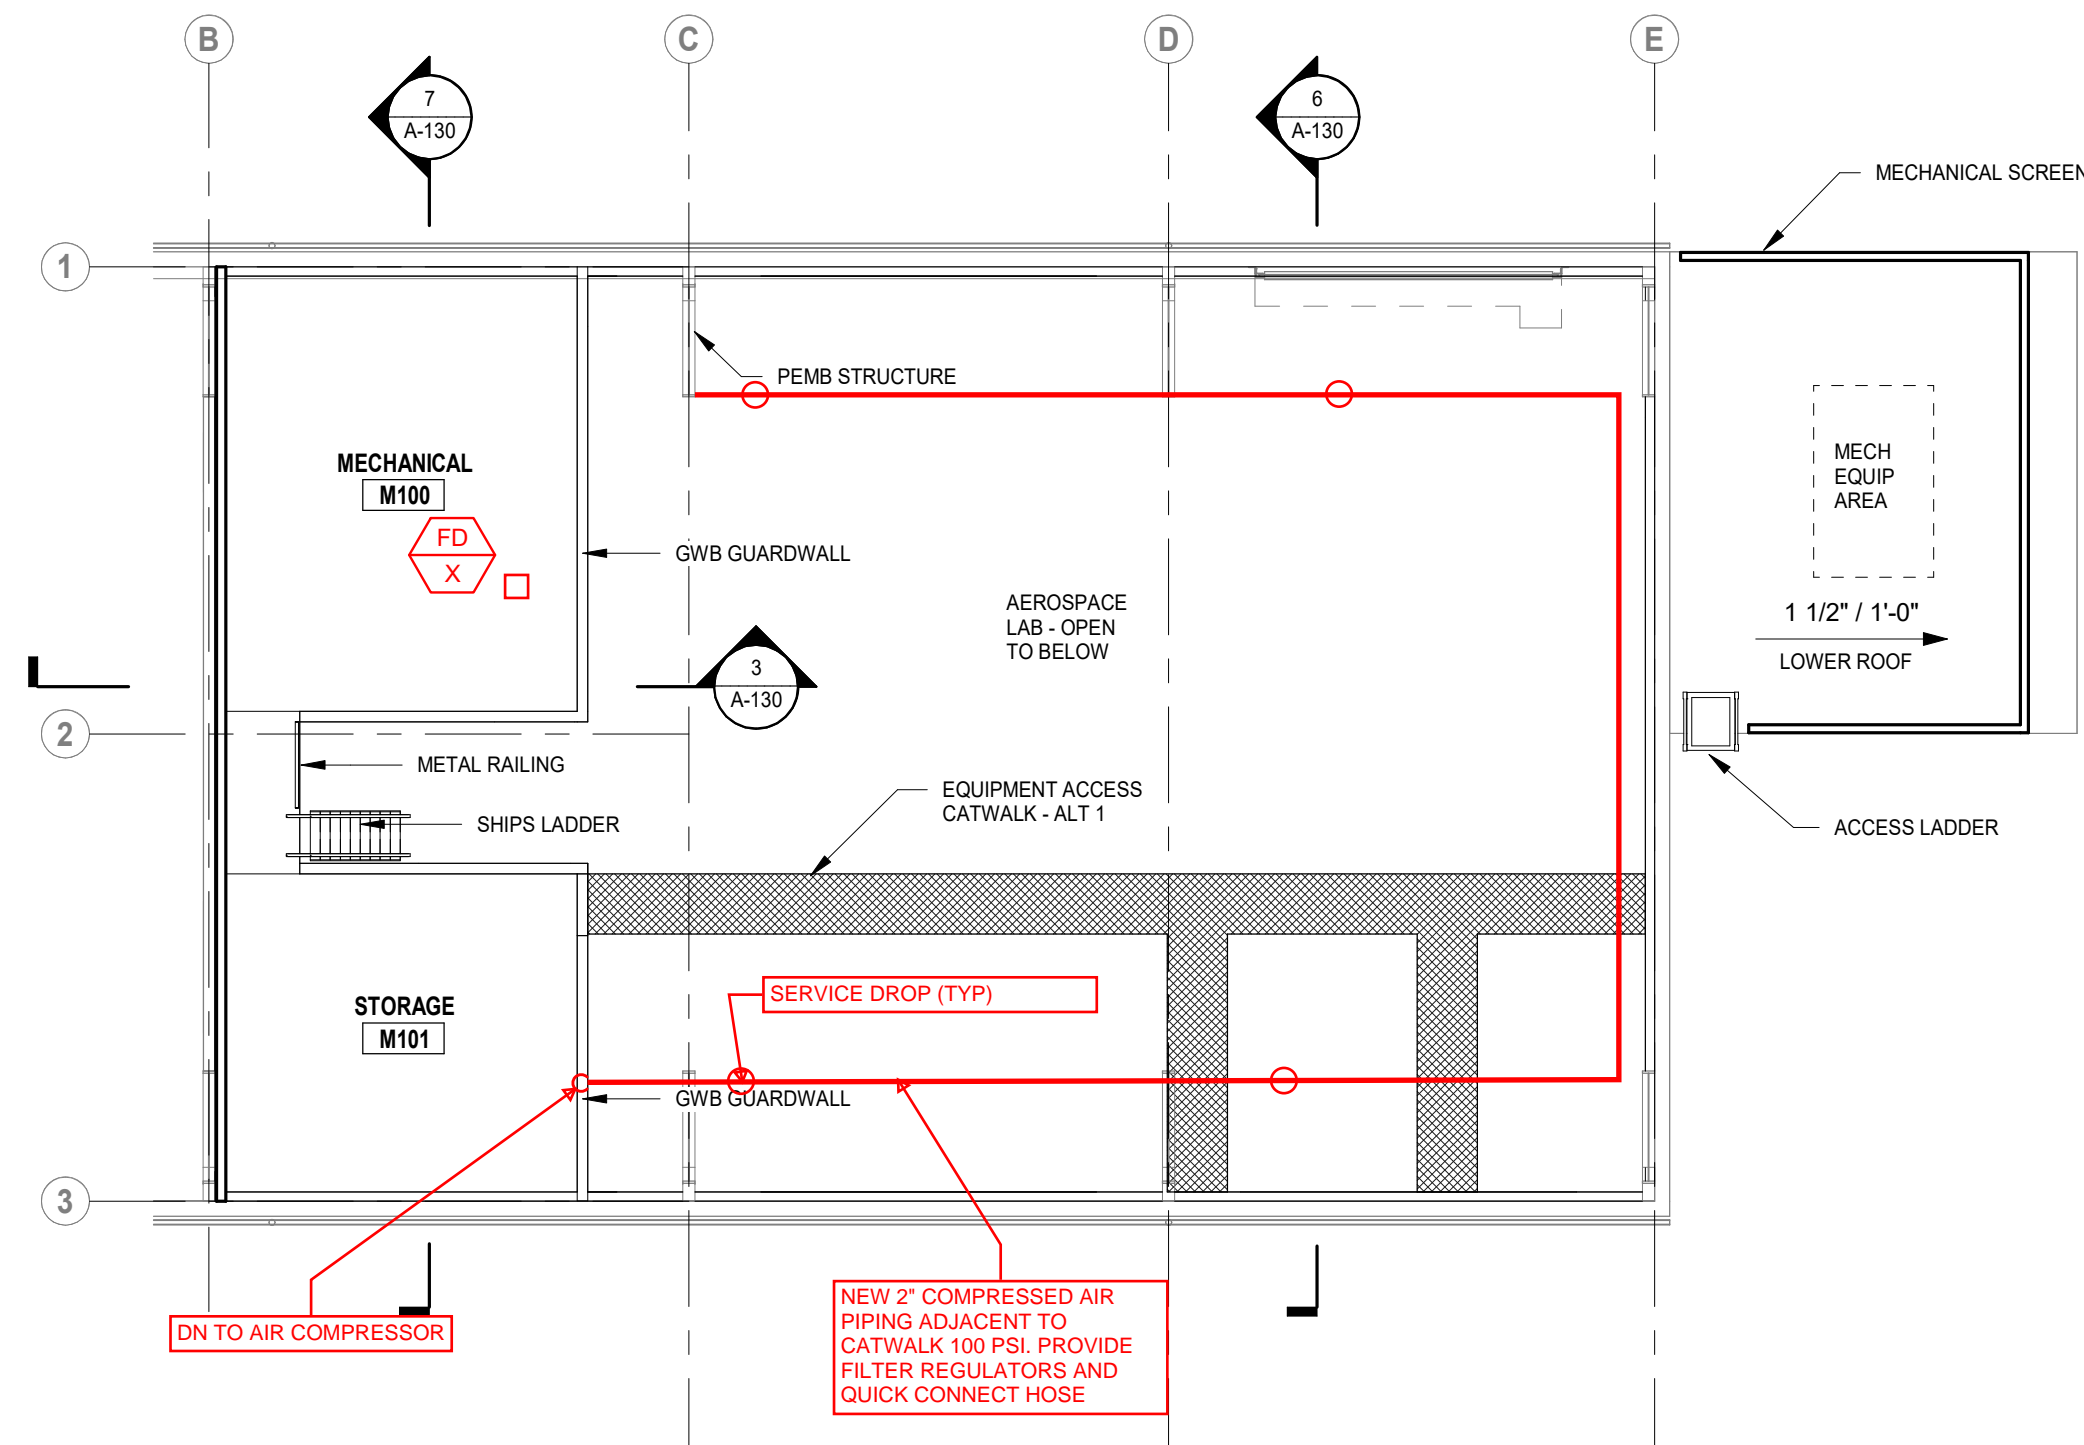 B
C
D
E
7
A-130
6
A-130
MECHANICAL SCREEN
1
PEMB STRUCTURE
MECHANICAL
M100
FD
X
GWB GUARDWALL
MECH
EQUIP
AREA
AEROSPACE
LAB - OPEN
TO BELOW
1 1/2" / 1'-0"
LOWER ROOF
3
A-130
2
METAL RAILING
EQUIPMENT ACCESS
CATWALK - ALT 1
SHIPS LADDER
ACCESS LADDER
SERVICE DROP (TYP)
STORAGE
M101
GWB GUARDWALL
3
DN TO AIR COMPRESSOR
NEW 2" COMPRESSED AIR
PIPING ADJACENT TO
CATWALK 100 PSI. PROVIDE
FILTER REGULATORS AND
QUICK CONNECT HOSE